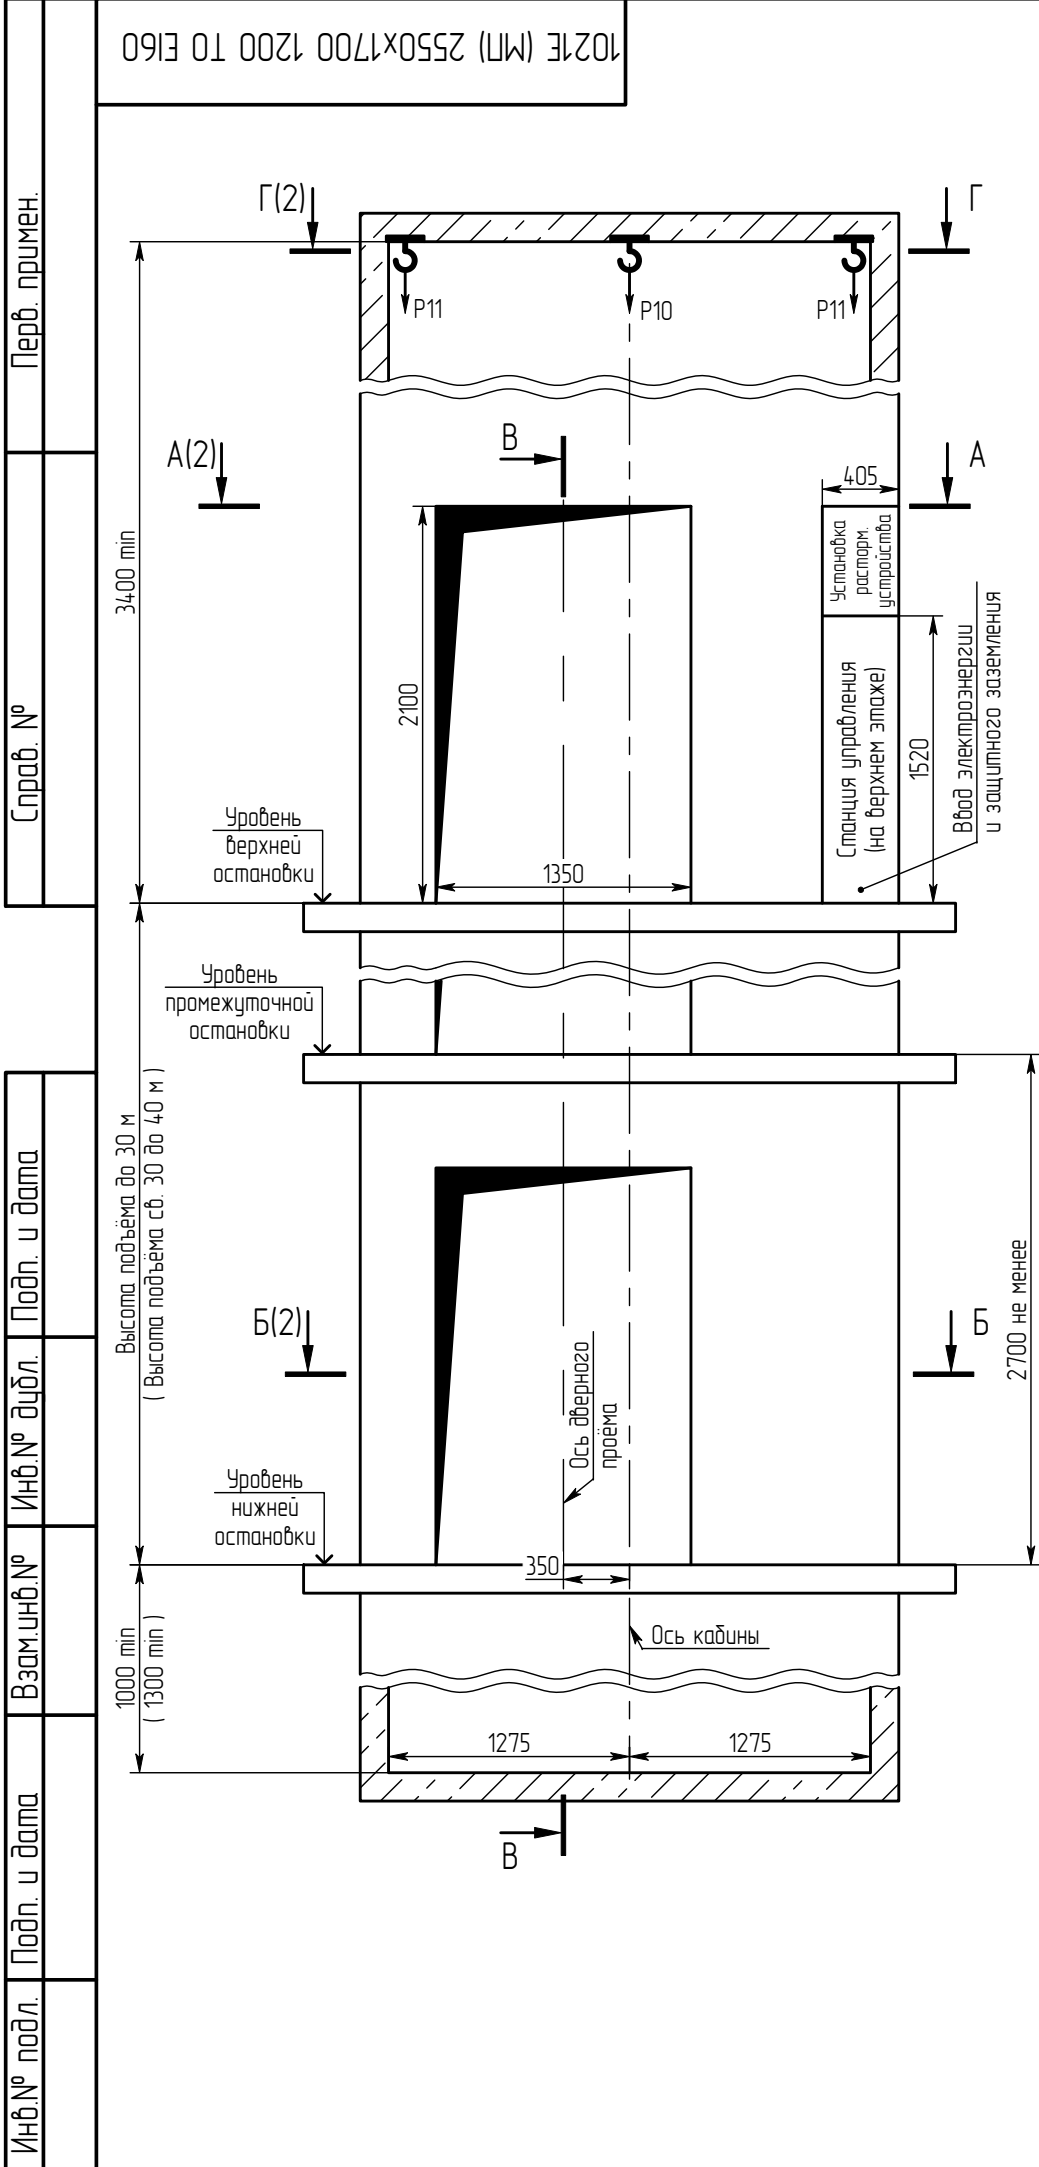 1021Е (МП) 2550х1700 1200 ТО EI60
Перв. примен.
Справ. №
Подп. и дата
Инв.№ дубл.
Взам.инв.№
Подп. и дата
Инв.№ подл.
Г(2)
Г
Р11
Р10
Р11
А(2)
В
А
405
3400 min
2100
Установка
расторм.
устройства
Станция управления
(на верхнем этаже)
1520
Ввод электроэнергии
и защитного заземления
Уровень
верхней
остановки
1350
Уровень
промежуточной
остановки
Высота подъёма до 30 м
( Высота подъёма св. 30 до 40 м )
Б(2)
Б
2700 не менее
Ось дверного
проёма
Уровень
нижней
остановки
350
Ось кабины
1000 min
( 1300 min )
1275
1275
В